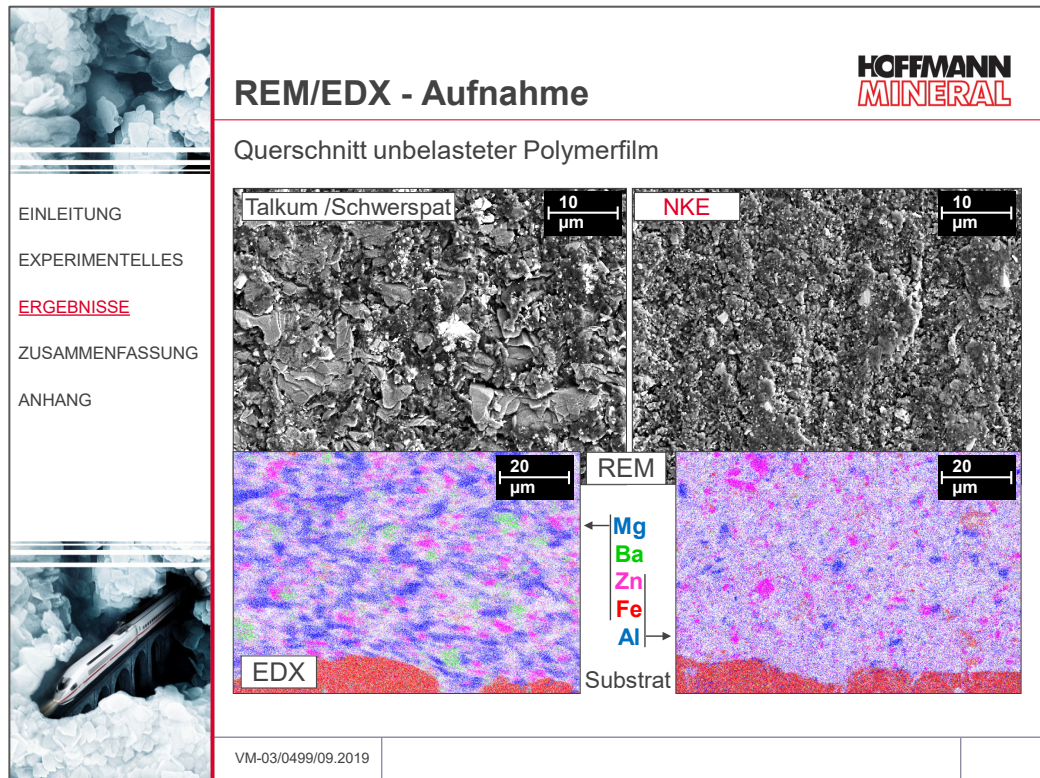 HOFFMANN
MINERAL
REM/EDX - Aufnahme
Querschnitt unbelasteter Polymerfilm
EINLEITUNG
EXPERIMENTELLES
ERGEBNISSE
ZUSAMMENFASSUNG
ANHANG
Talkum /Schwerspat
10
µm
NKE
10
µm
REM
20
µm
20
µm
Mg
Ba
Zn
Fe
Al
EDX
Substrat
VM-03/0499/09.2019